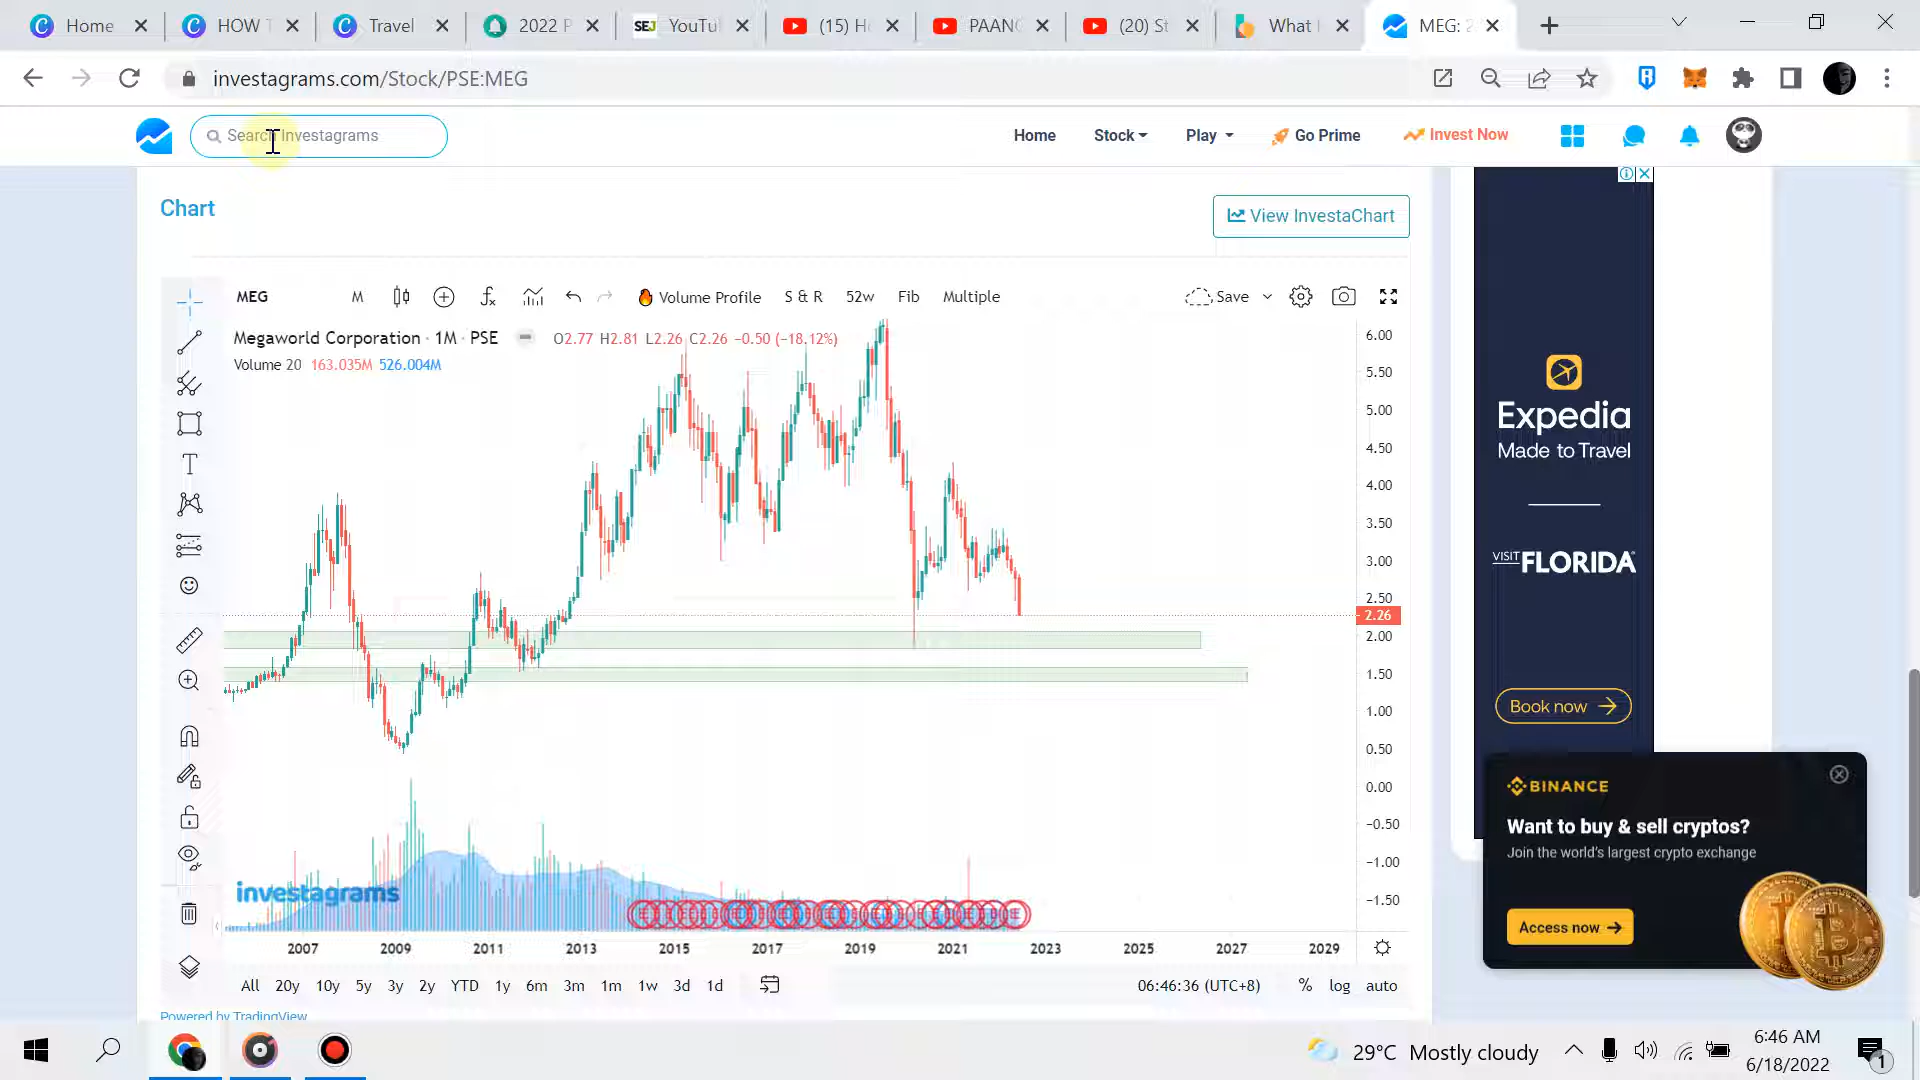 Home
HOW T
Travel
2022 P
SEJ YouTu
(15) H
PAANO
(20) St
What I
MEG: 2
investagrams.com/Stock/PSE:MEG
Search Investagrams
Home
Stock
Play
Go Prime
Invest Now
Chart
View InvestaChart
MEG
M
Volume Profile
S & R
52w
Fib
Multiple
Save
Megaworld Corporation · 1M · PSE
O2.77 H2.81 L2.26 C2.26 −0.50 (−18.12%)
Volume 20 163.035M 526.004M
6.00
5.50
5.00
4.50
4.00
3.50
3.00
2.50
2.26
2.00
1.50
1.00
0.50
0.00
−0.50
−1.00
−1.50
investagrams
2007
2009
2011
2013
2015
2017
2019
2021
2023
2025
2027
2029
All
20y
10y
5y
3y
2y
YTD
1y
6m
3m
1m
1w
3d
1d
06:46:36 (UTC+8)
%
log
auto
Powered by TradingView
Expedia
Made to Travel
VISIT FLORIDA
Book now
BINANCE
Want to buy & sell cryptos?
Join the world's largest crypto exchange
Access now
29°C Mostly cloudy
6:46 AM
6/18/2022
1